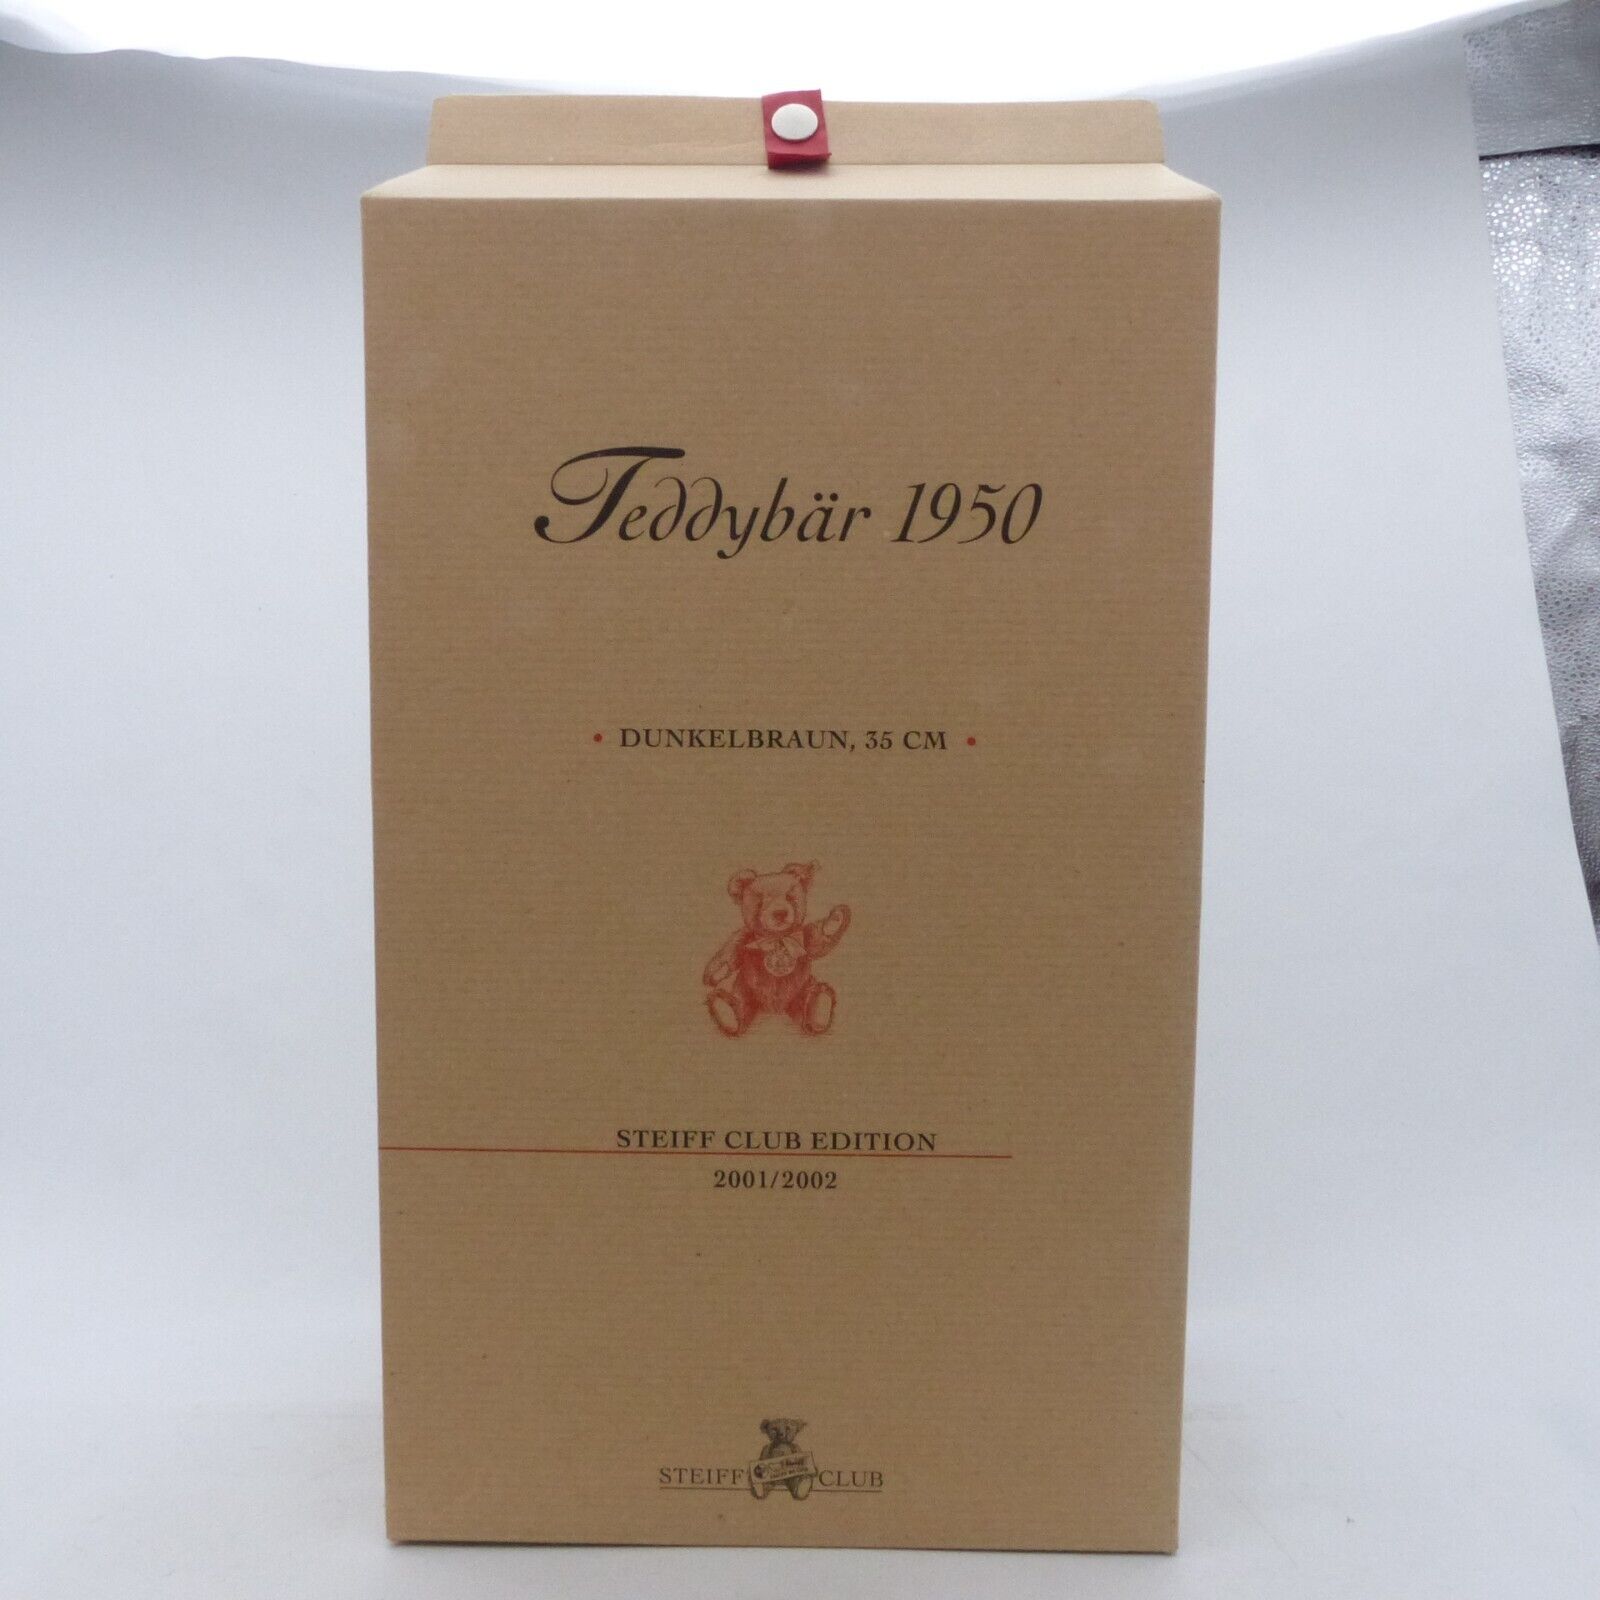 Teddybär 1950
• DUNKELBRAUN, 35 CM •
STEIFF CLUB EDITION
2001/2002
STEIFF CLUB